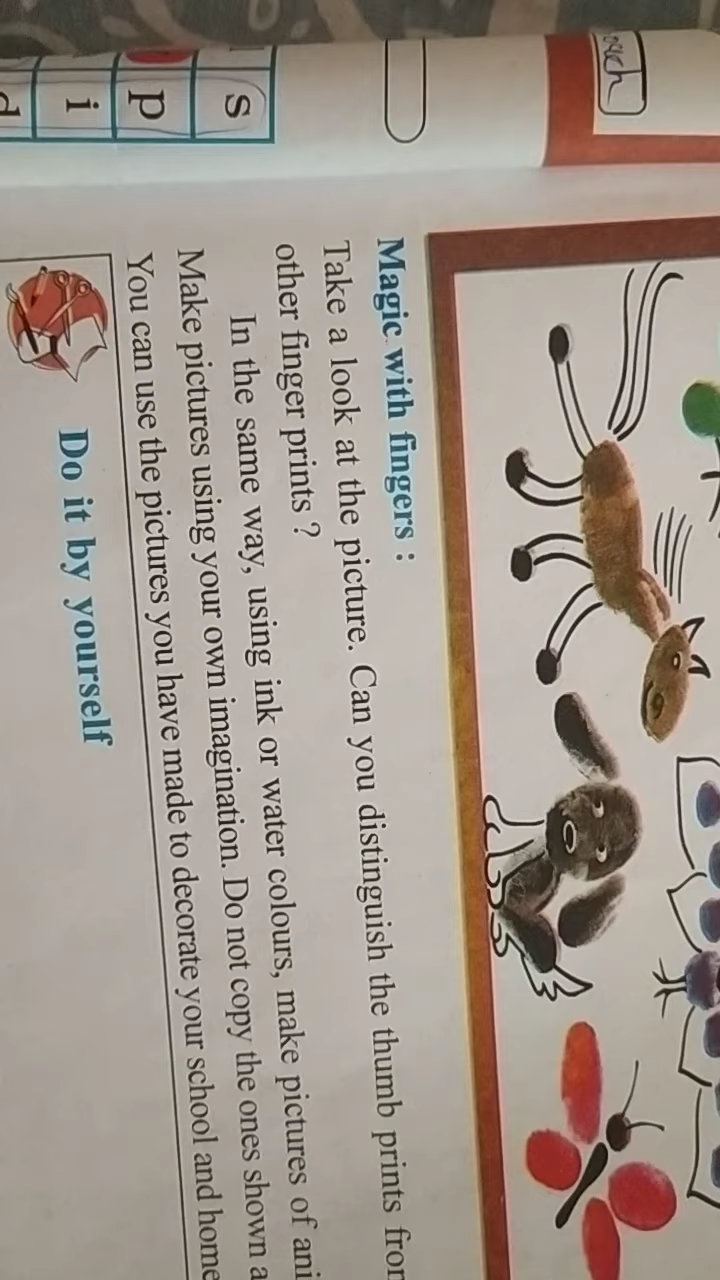 Magic with fingers :
Take a look at the picture. Can you distinguish the thumb prints
other finger prints ?
In the same way, using ink or water colours, make pictures of
Make pictures using your own imagination. Do not copy the ones shown
You can use the pictures you have made to decorate your school and home
Do it by yourself
s
p
i